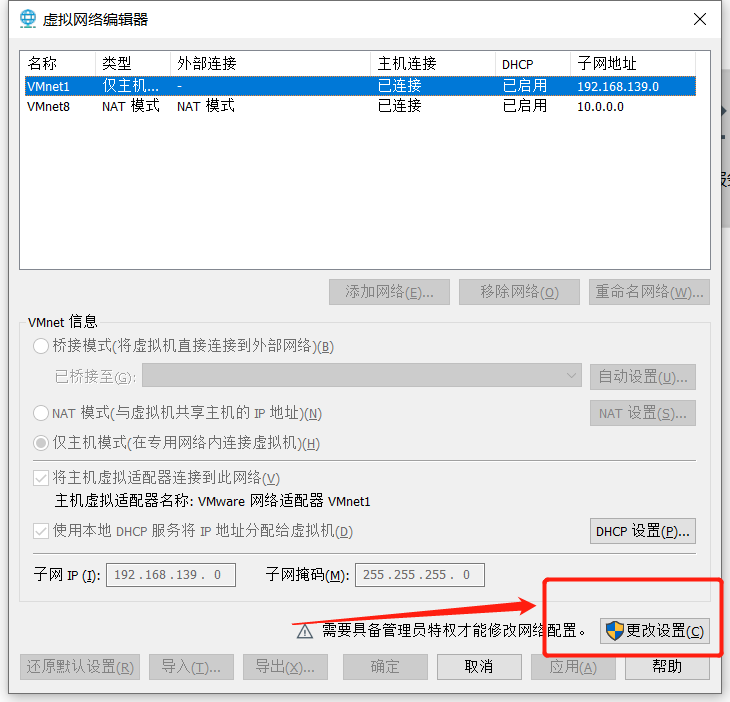 虚拟网络编辑器
名称 类型 外部连接 主机连接 DHCP 子网地址
VMnet1 仅主机... - 已连接 已启用 192.168.139.0
VMnet8 NAT 模式 NAT 模式 已连接 已启用 10.0.0.0
添加网络(E)... 移除网络(O) 重命名网络(W)...
VMnet 信息
桥接模式(将虚拟机直接连接到外部网络)(B)
已桥接至(G): 自动设置(U)...
NAT 模式(与虚拟机共享主机的 IP 地址)(N) NAT 设置(S)...
仅主机模式(在专用网络内连接虚拟机)(H)
将主机虚拟适配器连接到此网络(V)
主机虚拟适配器名称: VMware 网络适配器 VMnet1
使用本地 DHCP 服务将 IP 地址分配给虚拟机(D) DHCP 设置(P)...
子网 IP (I): 192.168.139. 0 子网掩码(M): 255.255.255. 0
需要具备管理员特权才能修改网络配置。 更改设置(C)
还原默认设置(R) 导入(T)... 导出(X)... 确定 取消 应用(A) 帮助